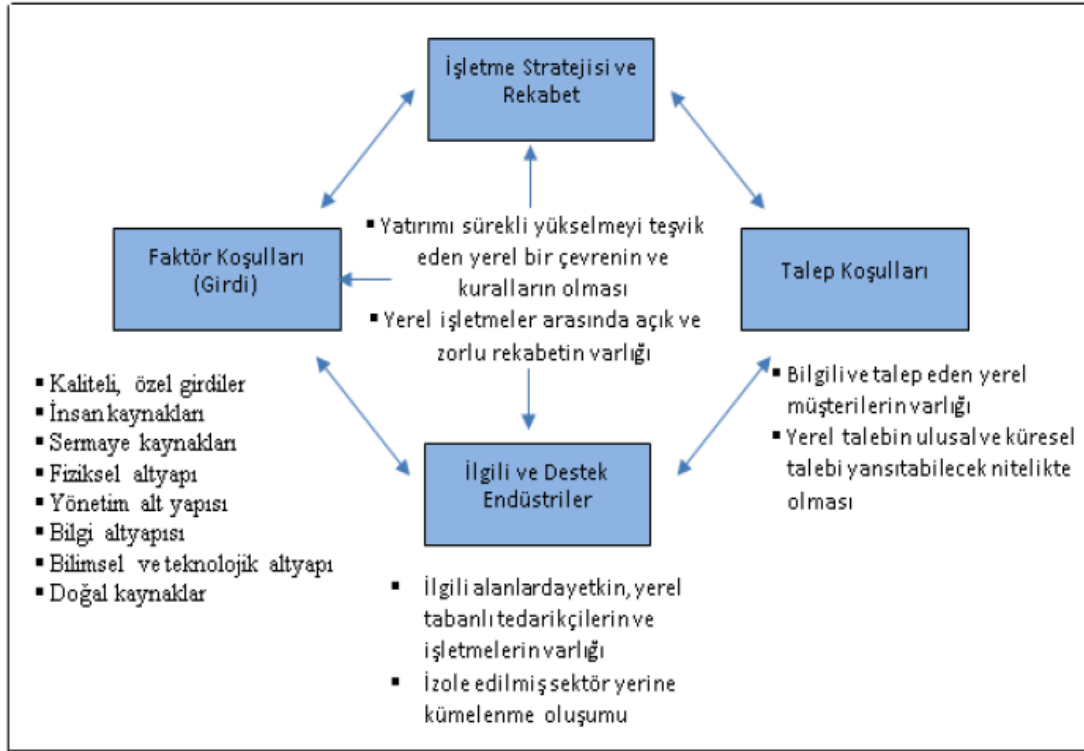 İşletme Stratejisi ve
Rekabet
▪ Yatırımı sürekli yükselmeyi teşvik
eden yerel bir çevrenin ve
kuralların olması
▪ Yerel işletmeler arasında açık ve
zorlu rekabetin varlığı
Faktör Koşulları
(Girdi)
Talep Koşulları
▪ Kaliteli, özel girdiler
▪ İnsan kaynakları
▪ Sermaye kaynakları
▪ Fiziksel altyapı
▪ Yönetim alt yapısı
▪ Bilgi altyapısı
▪ Bilimsel ve teknolojik altyapı
▪ Doğal kaynaklar
▪ Bilgili ve talep eden yerel
müşterilerin varlığı
▪ Yerel talebin ulusal ve küresel
talebi yansıtabilecek nitelikte
olması
İlgili ve Destek
Endüstriler
▪ İlgili alanlarda yetkin, yerel
tabanlı tedarikçilerin ve
işletmelerin varlığı
▪ İzole edilmiş sektör yerine
kümelenme oluşumu